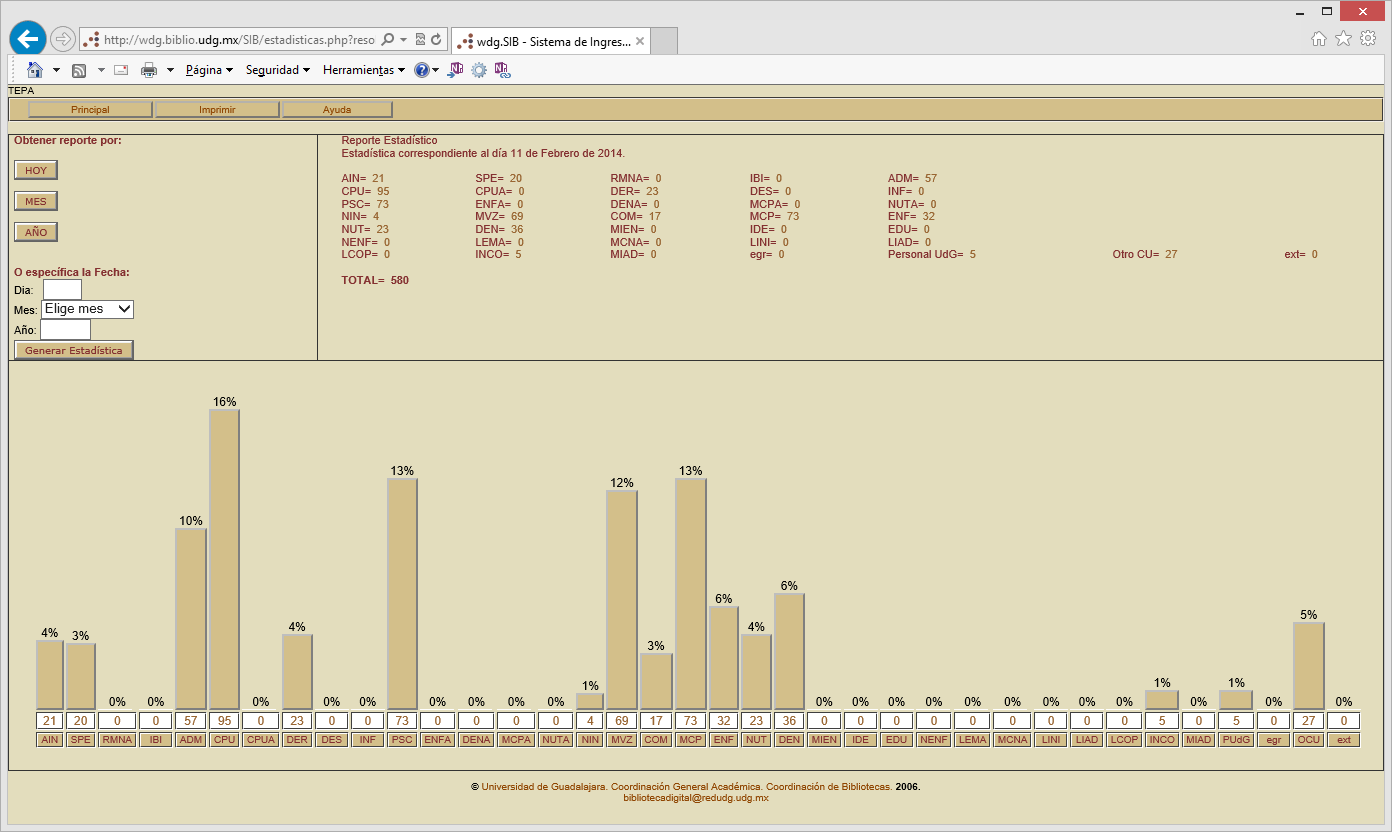 http://wdg.biblio.udg.mx/SIB/estadisticas.php?reso
wdg.SIB - Sistema de Ingres...
Página Seguridad Herramientas
TEPA
Principal Imprimir Ayuda
Obtener reporte por:
HOY
MES
AÑO
O específica la Fecha:
Dia:
Mes: Elige mes
Año:
Generar Estadística
Reporte Estadístico
Estadística correspondiente al día 11 de Febrero de 2014.
AIN= 21 SPE= 20 RMNA= 0 IBI= 0 ADM= 57
CPU= 95 CPUA= 0 DER= 23 DES= 0 INF= 0
PSC= 73 ENFA= 0 DENA= 0 MCPA= 0 NUTA= 0
NIN= 4 MVZ= 69 COM= 17 MCP= 73 ENF= 32
NUT= 23 DEN= 36 MIEN= 0 IDE= 0 EDU= 0
NENF= 0 LEMA= 0 MCNA= 0 LINI= 0 LIAD= 0
LCOP= 0 INCO= 5 MIAD= 0 egr= 0 Personal UdG= 5 Otro CU= 27 ext= 0
TOTAL= 580
4% 3% 0% 0% 10% 16% 0% 4% 0% 0% 13% 0% 0% 0% 0% 1% 12% 3% 13% 6% 4% 6% 0% 0% 0% 0% 0% 0% 0% 0% 0% 1% 0% 1% 0% 5% 0%
21 20 0 0 57 95 0 23 0 0 73 0 0 0 0 4 69 17 73 32 23 36 0 0 0 0 0 0 0 0 0 5 0 5 0 27 0
AIN SPE RMNA IBI ADM CPU CPUA DER DES INF PSC ENFA DENA MCPA NUTA NIN MVZ COM MCP ENF NUT DEN MIEN IDE EDU NENF LEMA MCNA LINI LIAD LCOP INCO MIAD PUdG egr OCU ext
© Universidad de Guadalajara. Coordinación General Académica. Coordinación de Bibliotecas. 2006.
bibliotecadigital@redudg.udg.mx